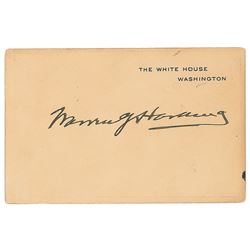 THE WHITE HOUSE
WASHINGTON
Warren G Harding